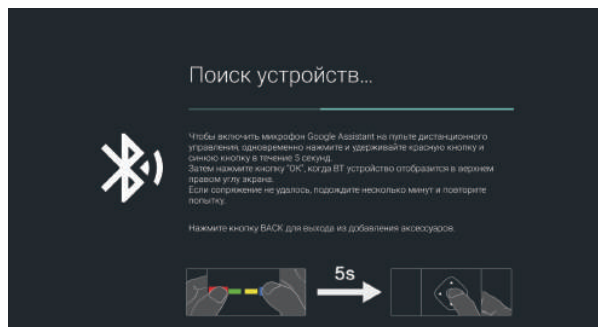 Поиск устройств...
Чтобы включить микрофон Google Assistant на пульте дистанционного
управления, одновременно нажмите и удерживайте красную кнопку и
синюю кнопку в течение 5 секунд.
Затем нажмите кнопку "ОК", когда ВТ устройство отобразится в верхнем
правом углу экрана.
Если сопряжение не удалось, подождите несколько минут и повторите
попытку.
Нажмите кнопку BACK для выхода из добавления аксессуаров.
5s